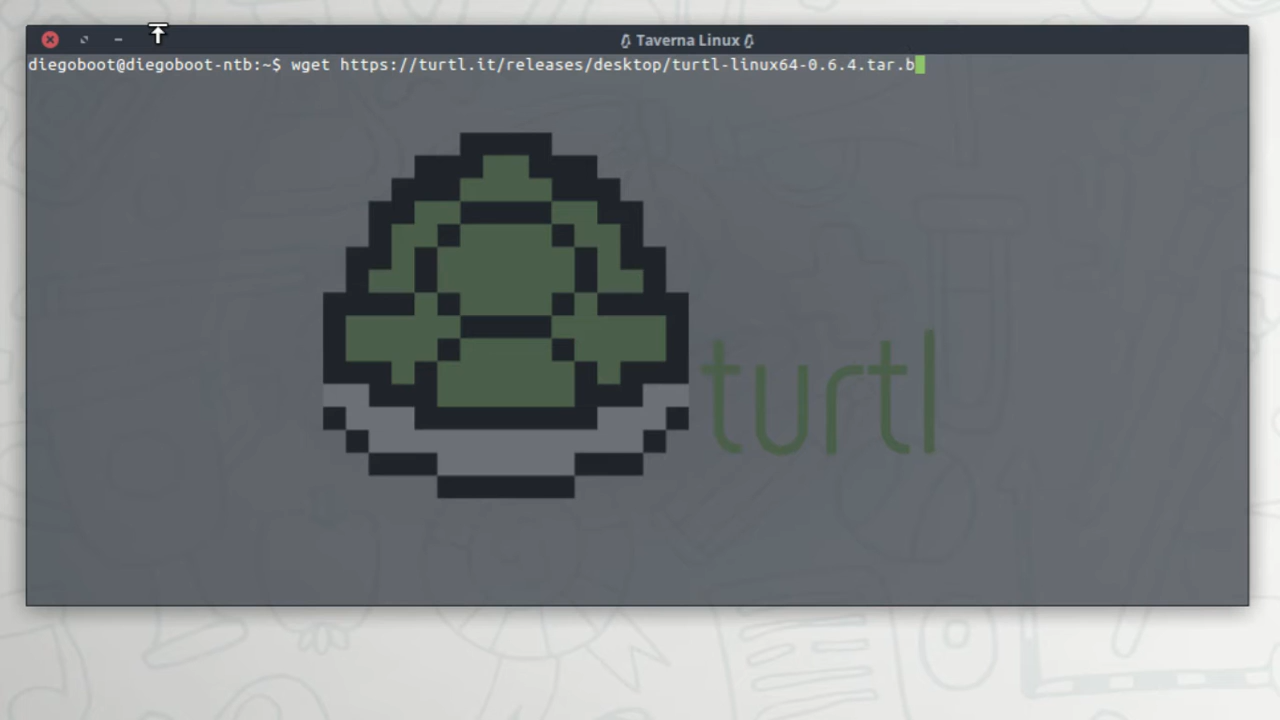 Taverna Linux
diegoboot@diegoboot-ntb:~$ wget https://turtl.it/releases/desktop/turtl-linux64-0.6.4.tar.b
turtl